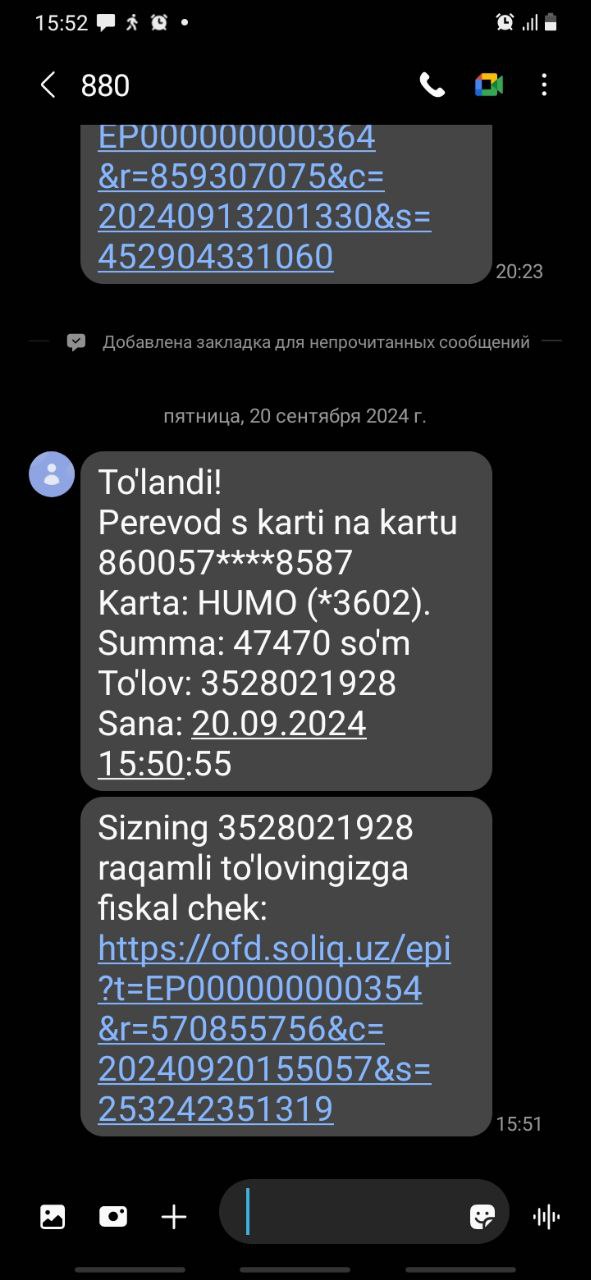 15:52
880
EP000000000364
&r=859307075&c=
20240913201330&s=
452904331060
20:23
Добавлена закладка для непрочитанных сообщений
пятница, 20 сентября 2024 г.
To'landi!
Perevod s karti na kartu
860057****8587
Karta: HUMO (*3602).
Summa: 47470 so'm
To'lov: 3528021928
Sana: 20.09.2024
15:50:55
Sizning 3528021928
raqamli to'lovingizga
fiskal chek:
https://ofd.soliq.uz/epi
?t=EP000000000354
&r=570855756&c=
20240920155057&s=
253242351319
15:51